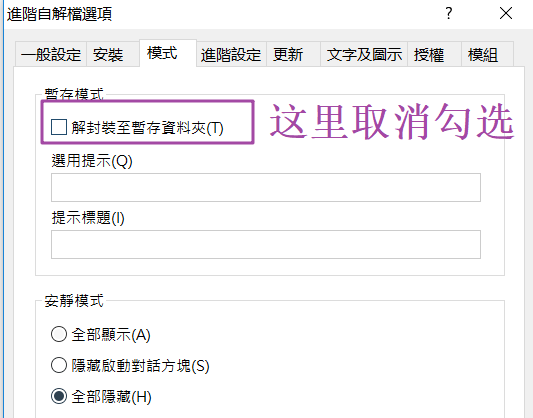 進階自解檔選項
一般設定 安裝 模式 進階設定 更新 文字及圖示 授權 模組
暫存模式
解封裝至暫存資料夾(T)
这里取消勾选
選用提示(Q)
提示標題(I)
安靜模式
全部顯示(A)
隱藏啟動對話方塊(S)
全部隱藏(H)